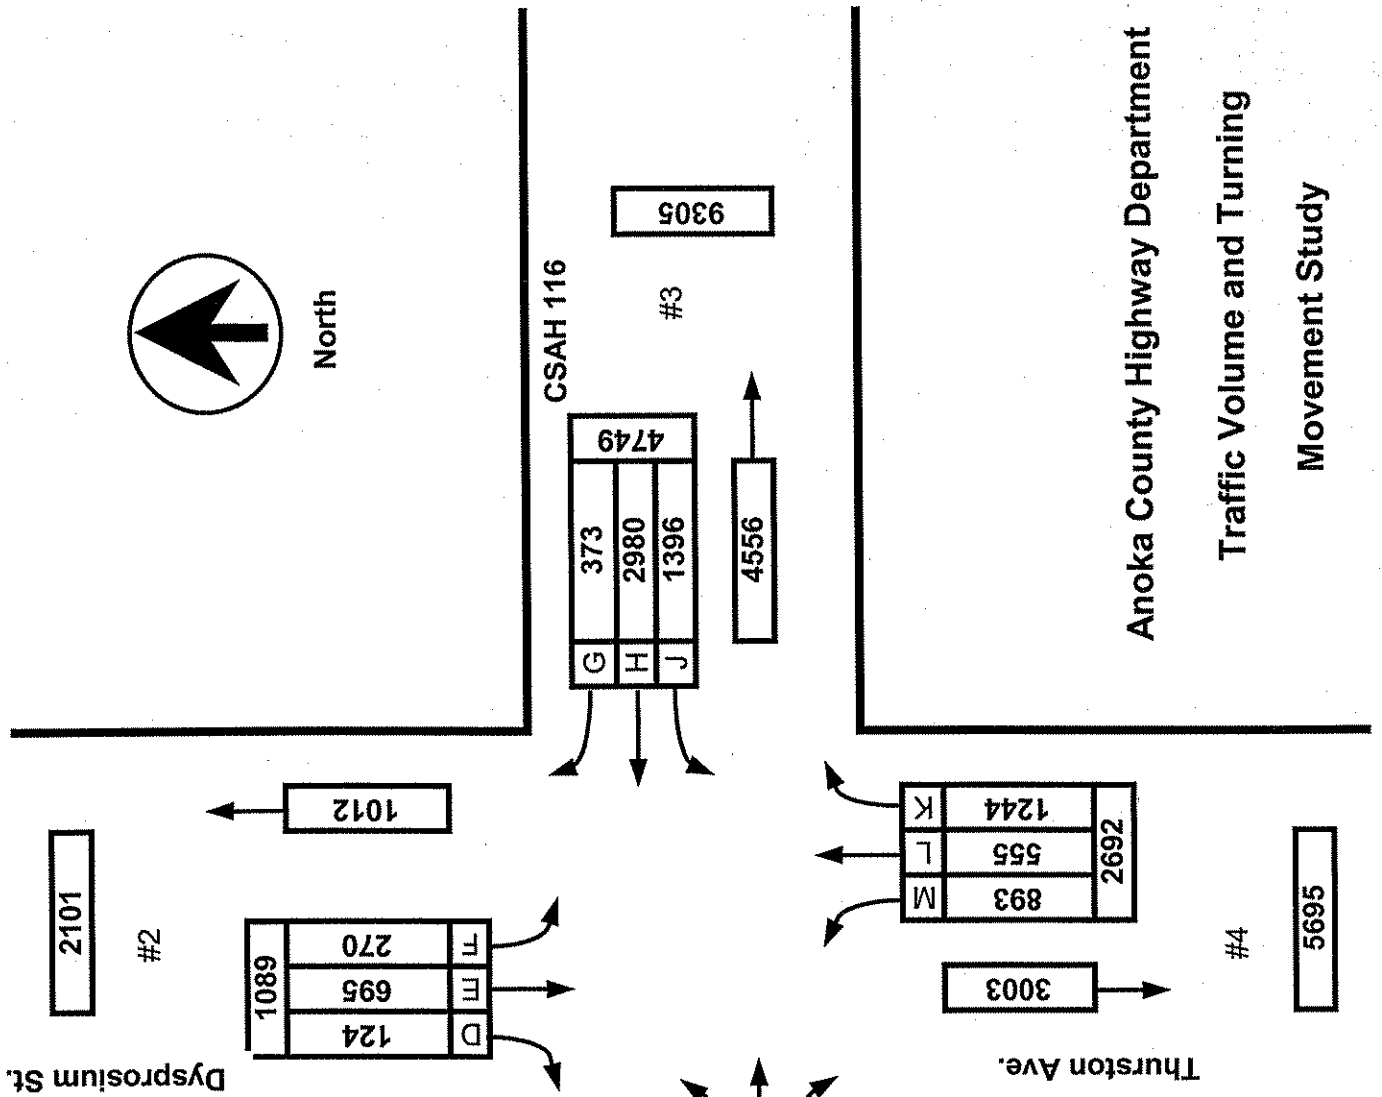 2101
#2
Dysprosium St.
1089
124
695
270
D
E
F
1012
North
CSAH 116
#3
9305
G
373
H
2980
J
1396
4749
4556
M
L
K
893
555
1244
2692
3003
#4
5695
Thurston Ave.
Anoka County Highway Department
Traffic Volume and Turning
Movement Study